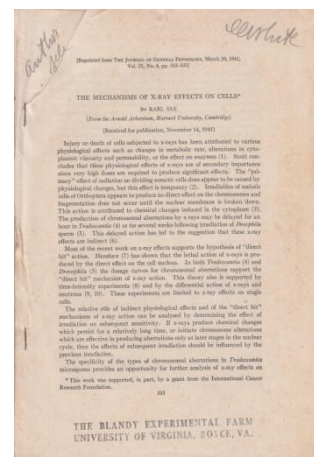 author's
[Reprinted from THE JOURNAL OF GENERAL PHYSIOLOGY, March 20, 1942,
Vol. 25, No. 4, pp. 533–537]
THE MECHANISMS OF X-RAY EFFECTS ON CELLS*
BY KARL SAX
(From the Arnold Arboretum, Harvard University, Cambridge)
(Received for publication, November 14, 1941)
Injury or death of cells subjected to x-rays has been attributed to various
physiological effects such as changes in metabolic rate, alterations in cyto-
plasmic viscosity and permeability, or the effect on enzymes (1). Scott con-
cludes that these physiological effects of x-rays are of secondary importance
since very high doses are required to produce significant effects. The "pri-
mary" effect of radiation on dividing somatic cells does appear to be caused by
physiological changes, but this effect is temporary (2). Irradiation of meiotic
cells of Orthoptera appears to produce no direct effect on the chromosomes and
fragmentation does not occur until the nuclear membrane is broken down.
This action is attributed to chemical changes induced in the cytoplasm (3).
The production of chromosomal aberrations by x-rays may be delayed for an
hour in Tradescantia (4) or for several weeks following irradiation of Drosophila
sperm (5). This delayed action has led to the suggestion that these x-ray
effects are indirect (6).
Most of the recent work on x-ray effects supports the hypothesis of "direct
hit" action. Henshaw (7) has shown that the lethal action of x-rays is pro-
duced by the direct effect on the cell nucleus. In both Tradescantia (4) and
Drosophila (5) the dosage curves for chromosomal aberrations support the
"direct hit" mechanism of x-ray action. This theory also is supported by
time-intensity experiments (8) and by the differential action of x-rays and
neutrons (9, 10). These experiments are limited to x-ray effects on single
cells.
The relative rôle of indirect physiological effects and of the "direct hit"
mechanisms of x-ray action can be analyzed by determining the effect of
irradiation on subsequent sensitivity. If x-rays produce chemical changes
which persist for a relatively long time, or initiate chromosome alterations
which are effective in producing aberrations only at later stages in the nuclear
cycle, then the effects of subsequent irradiation should be influenced by the
previous irradiation.
The specificity of the types of chromosomal aberrations in Tradescantia
microspores provides an opportunity for further analysis of x-ray effects on
* This work was supported, in part, by a grant from the International Cancer
Research Foundation.
533
THE BLANDY EXPERIMENTAL FARM
UNIVERSITY OF VIRGINIA, BOYCE, VA.